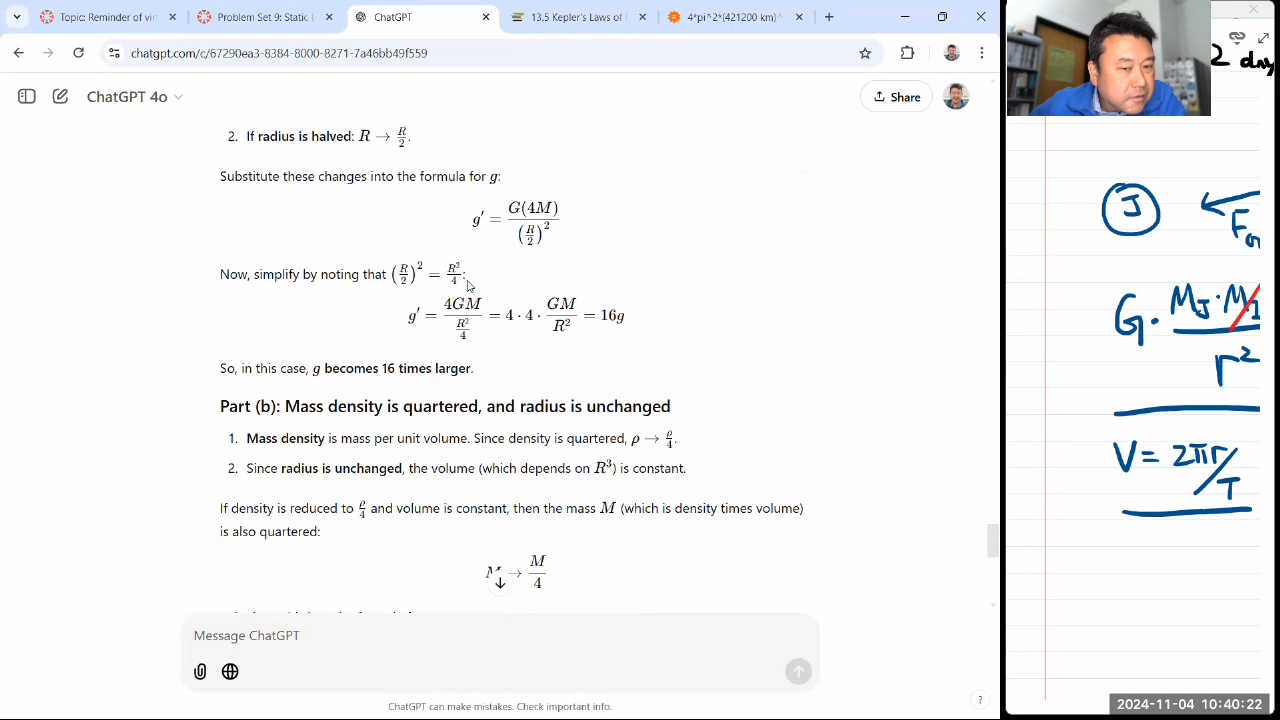 Topic: Reminder of vin
Problem Set 9: Static E
ChatGPT
13.5 Kepler's Laws of
4*pi^2*(421800 km)^
chatgpt.com/c/67290ea3-8384-8000-8271-7a46bb49f559
ChatGPT 4o
Share
2. If radius is halved: R → R/2.
Substitute these changes into the formula for g:
g′ = G(4M) / (R/2)²
Now, simplify by noting that (R/2)² = R²/4:
g′ = 4GM / (R²/4) = 4 · 4 · GM/R² = 16g
So, in this case, g becomes 16 times larger.
Part (b): Mass density is quartered, and radius is unchanged
1. Mass density is mass per unit volume. Since density is quartered, ρ → ρ/4.
2. Since radius is unchanged, the volume (which depends on R³) is constant.
If density is reduced to ρ/4 and volume is constant, then the mass M (which is density times volume)
is also quartered:
M → M/4
Message ChatGPT
ChatGPT can make mistakes. Check important info.
?
2 day
J
G · M_J · M_I / r²
V = 2πr/T
2024-11-04 10:40:22